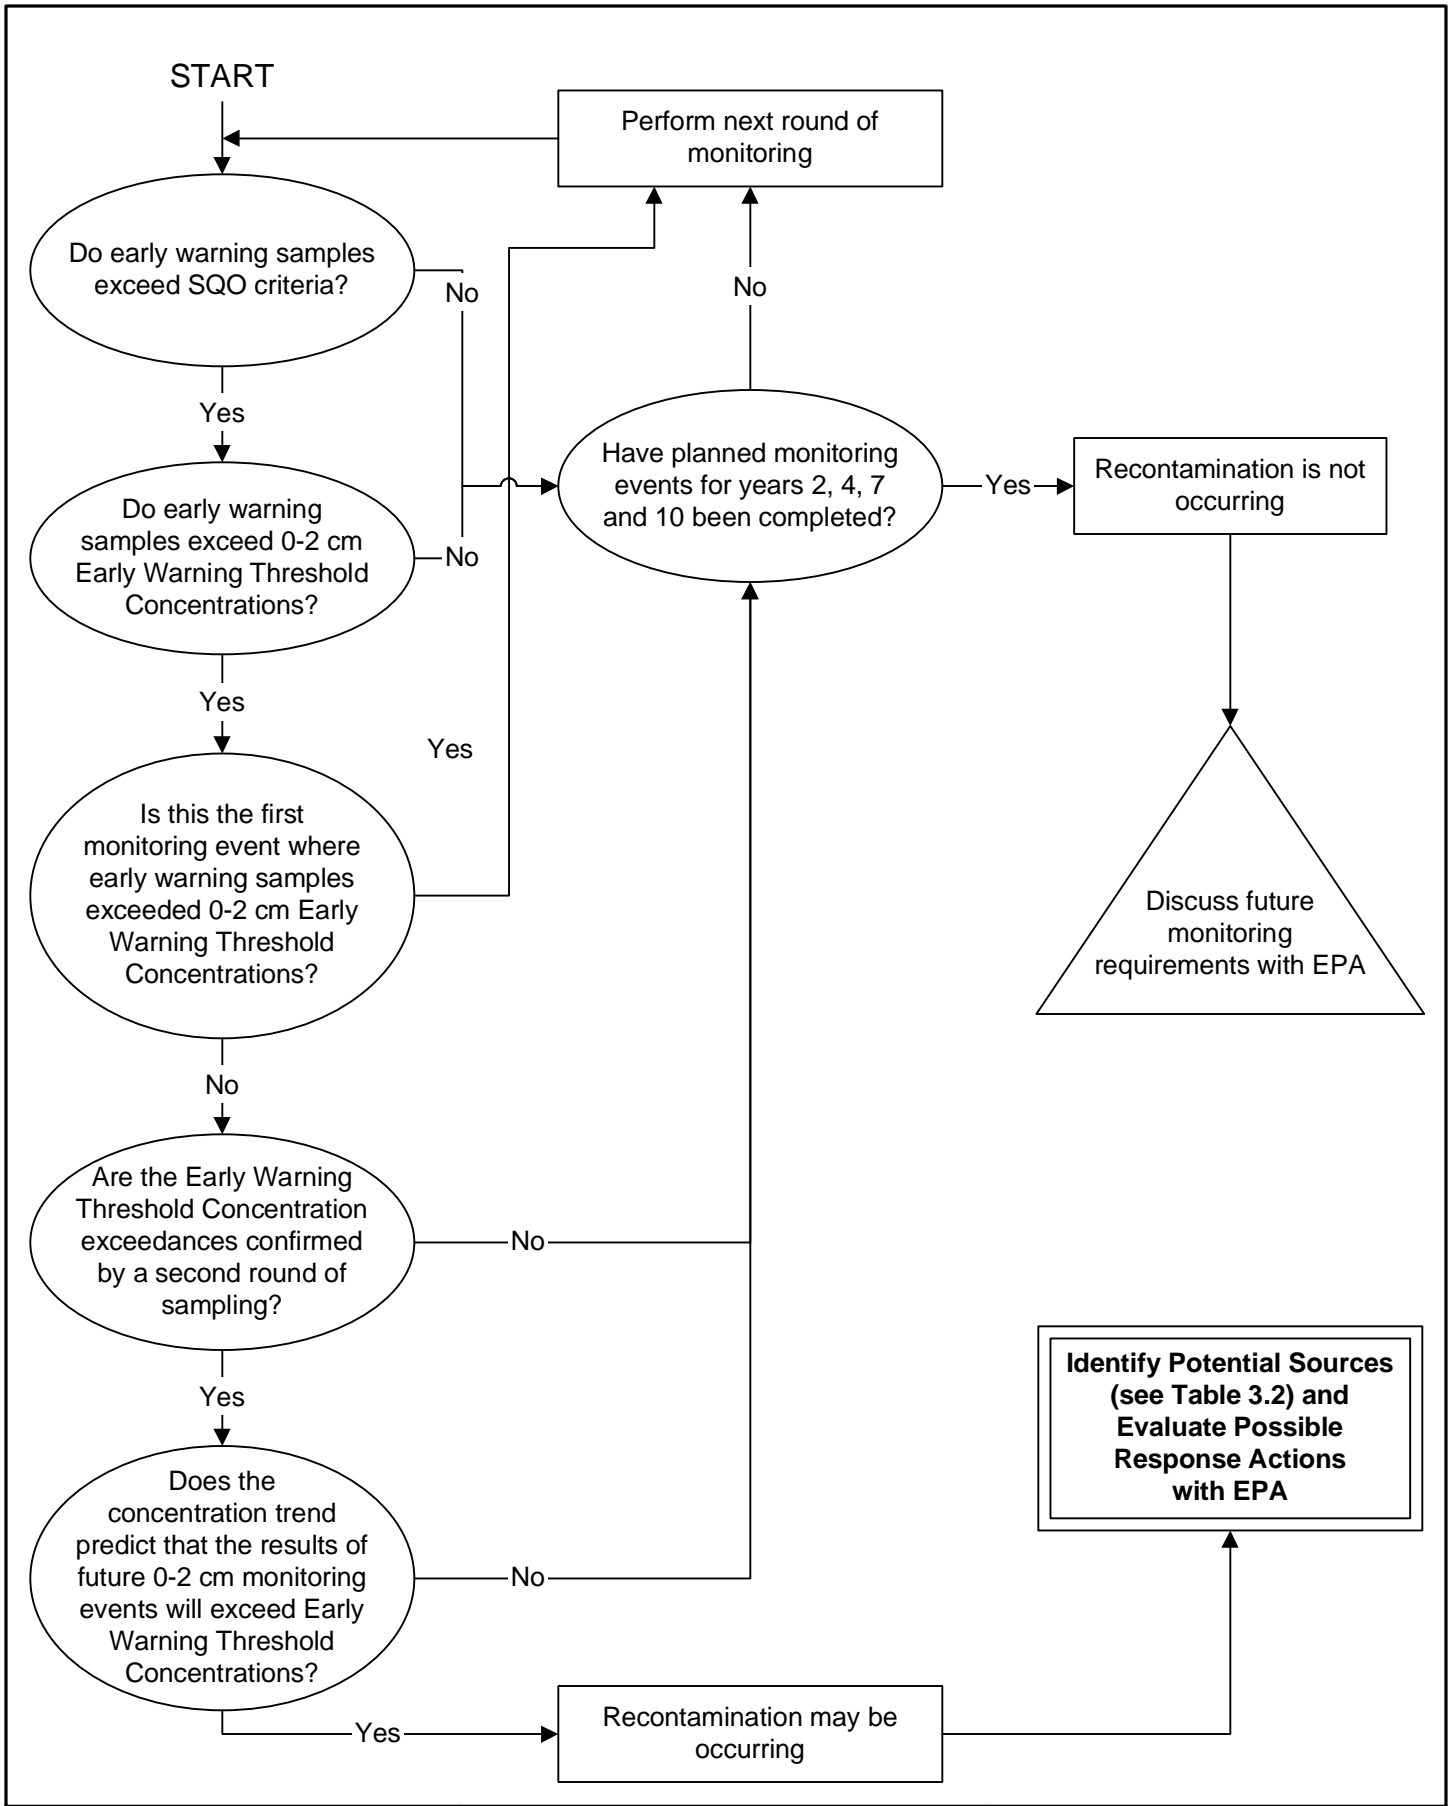 START
Perform next round of
monitoring
Do early warning samples
exceed SQO criteria?
No
No
Yes
Have planned monitoring
events for years 2, 4, 7
and 10 been completed?
Yes
Recontamination is not
occurring
Do early warning
samples exceed 0-2 cm
Early Warning Threshold
Concentrations?
No
Yes
Yes
Is this the first
monitoring event where
early warning samples
exceeded 0-2 cm Early
Warning Threshold
Concentrations?
Discuss future
monitoring
requirements with EPA
No
Are the Early Warning
Threshold Concentration
exceedances confirmed
by a second round of
sampling?
No
Yes
Identify Potential Sources
(see Table 3.2) and
Evaluate Possible
Response Actions
with EPA
Does the
concentration trend
predict that the results of
future 0-2 cm monitoring
events will exceed Early
Warning Threshold
Concentrations?
No
Yes
Recontamination may be
occurring